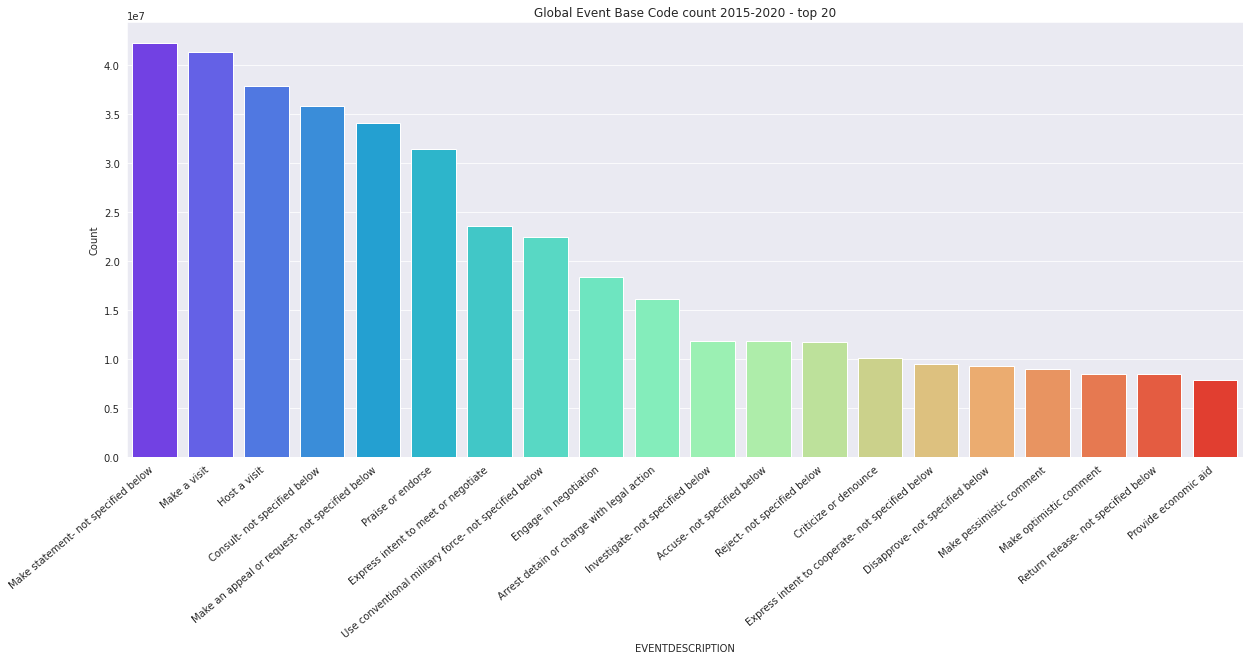 Global Event Base Code count 2015-2020 - top 20
1e7
4.0
3.5
3.0
2.5
2.0
1.5
1.0
0.5
0.0
Count
Make statement- not specified below
Make a visit
Host a visit
Consult- not specified below
Make an appeal or request- not specified below
Praise or endorse
Express intent to meet or negotiate
Use conventional military force- not specified below
Engage in negotiation
Arrest detain or charge with legal action
Investigate- not specified below
Accuse- not specified below
Reject- not specified below
Criticize or denounce
Express intent to cooperate- not specified below
Disapprove- not specified below
Make pessimistic comment
Make optimistic comment
Return release- not specified below
Provide economic aid
EVENTDESCRIPTION